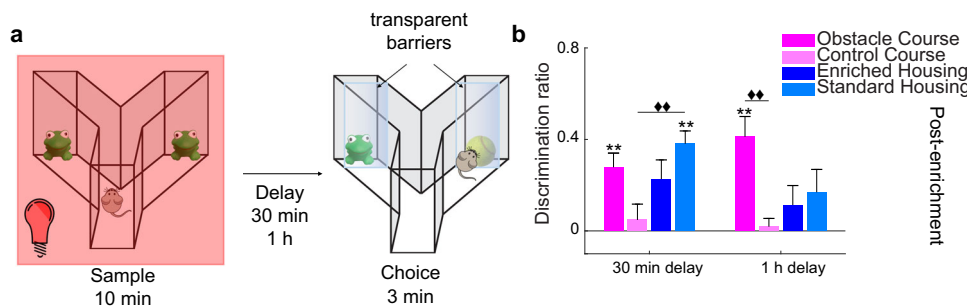 a
transparent
barriers
Delay
30 min
1 h
Sample
10 min
Choice
3 min
b
Obstacle Course
Control Course
Enriched Housing
Standard Housing
Discrimination ratio
0.8
0.4
0
**
**
♦♦
**
♦♦
30 min delay
1 h delay
Post-enrichment